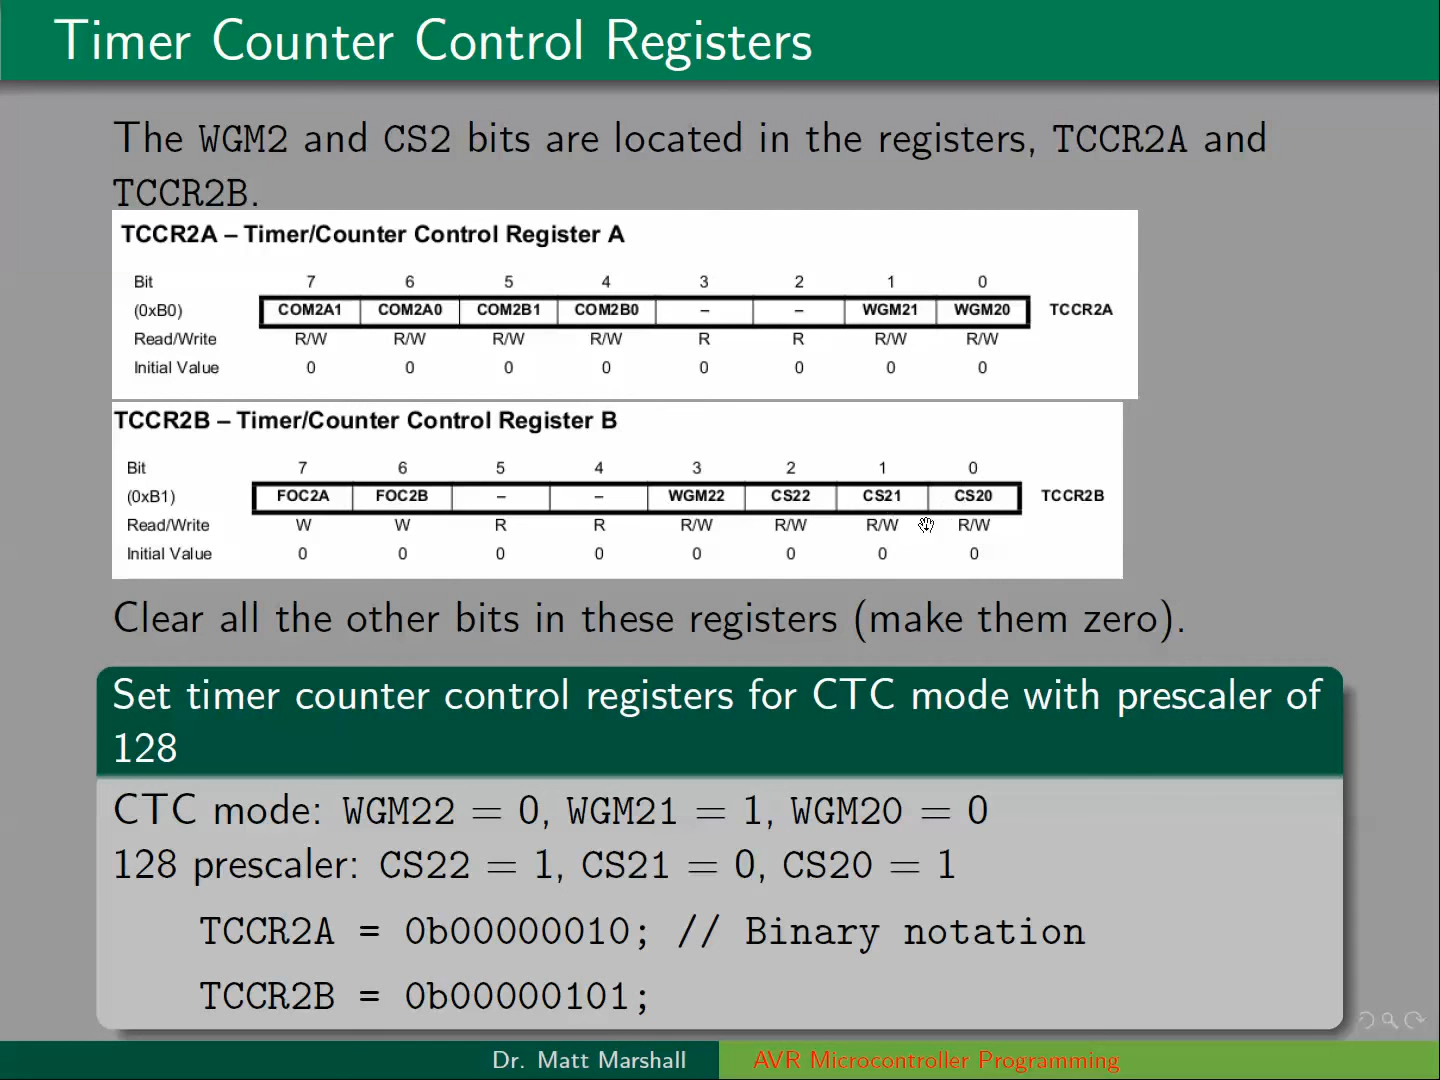 Timer Counter Control Registers
The WGM2 and CS2 bits are located in the registers, TCCR2A and
TCCR2B.
TCCR2A – Timer/Counter Control Register A
Bit 7 6 5 4 3 2 1 0
(0xB0) COM2A1 COM2A0 COM2B1 COM2B0 – – WGM21 WGM20 TCCR2A
Read/Write R/W R/W R/W R/W R R R/W R/W
Initial Value 0 0 0 0 0 0 0 0
TCCR2B – Timer/Counter Control Register B
Bit 7 6 5 4 3 2 1 0
(0xB1) FOC2A FOC2B – – WGM22 CS22 CS21 CS20 TCCR2B
Read/Write W W R R R/W R/W R/W R/W
Initial Value 0 0 0 0 0 0 0 0
Clear all the other bits in these registers (make them zero).
Set timer counter control registers for CTC mode with prescaler of
128
CTC mode: WGM22 = 0, WGM21 = 1, WGM20 = 0
128 prescaler: CS22 = 1, CS21 = 0, CS20 = 1
TCCR2A = 0b00000010; // Binary notation
TCCR2B = 0b00000101;
Dr. Matt Marshall AVR Microcontroller Programming